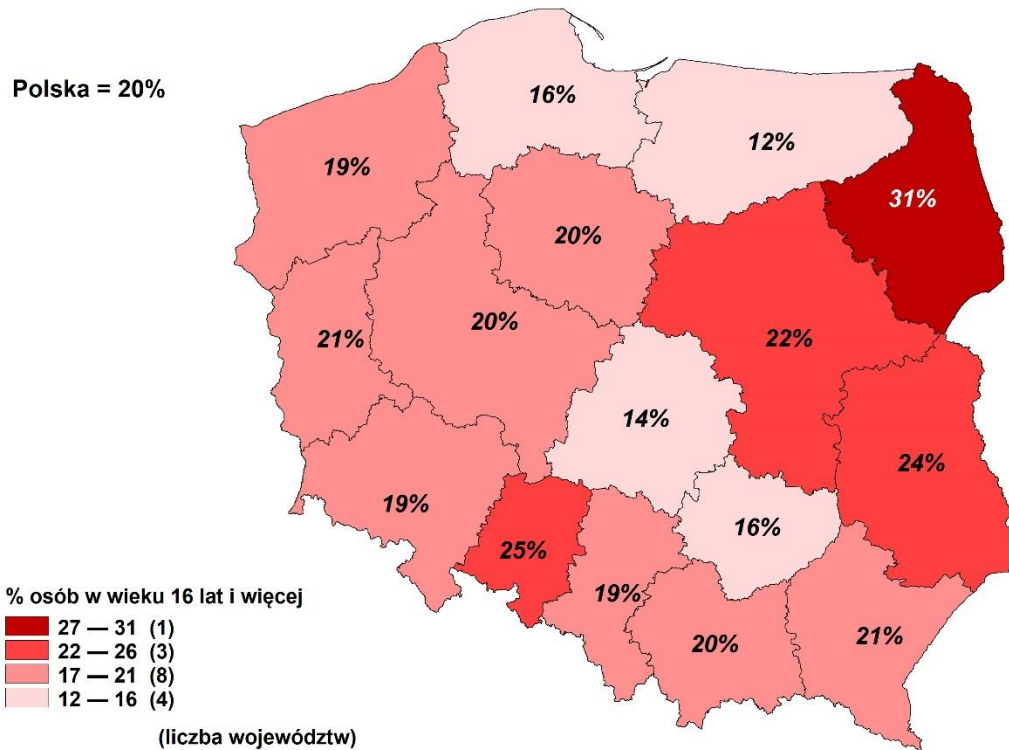 Polska = 20%
16%
12%
19%
31%
20%
21%
20%
22%
14%
24%
19%
16%
25%
19%
20%
21%
% osób w wieku 16 lat i więcej
27 — 31 (1)
22 — 26 (3)
17 — 21 (8)
12 — 16 (4)
(liczba województw)